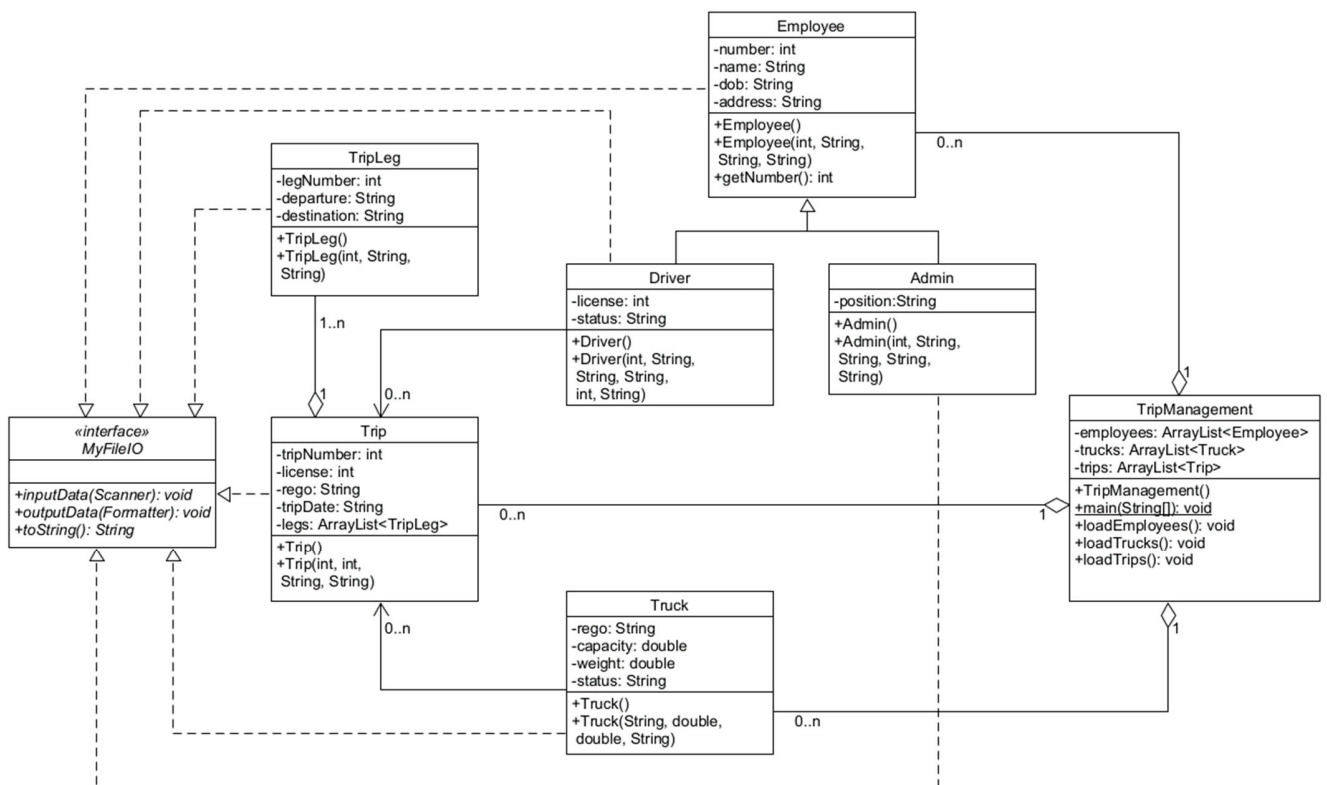 Employee
-number: int
-name: String
-dob: String
-address: String
+Employee()
+Employee(int, String,
String, String)
+getNumber(): int
0..n
TripLeg
-legNumber: int
-departure: String
-destination: String
+TripLeg()
+TripLeg(int, String,
String)
1..n
1
Driver
-license: int
-status: String
+Driver()
+Driver(int, String,
String, String,
int, String)
0..n
Admin
-position:String
+Admin()
+Admin(int, String,
String, String,
String)
1
«interface»
MyFileIO
+inputData(Scanner): void
+outputData(Formatter): void
+toString(): String
Trip
-tripNumber: int
-license: int
-rego: String
-tripDate: String
-legs: ArrayList<TripLeg>
+Trip()
+Trip(int, int,
String, String)
0..n
1
TripManagement
-employees: ArrayList<Employee>
-trucks: ArrayList<Truck>
-trips: ArrayList<Trip>
+TripManagement()
+main(String[]): void
+loadEmployees(): void
+loadTrucks(): void
+loadTrips(): void
0..n
1
Truck
-rego: String
-capacity: double
-weight: double
-status: String
+Truck()
+Truck(String, double,
double, String)
0..n